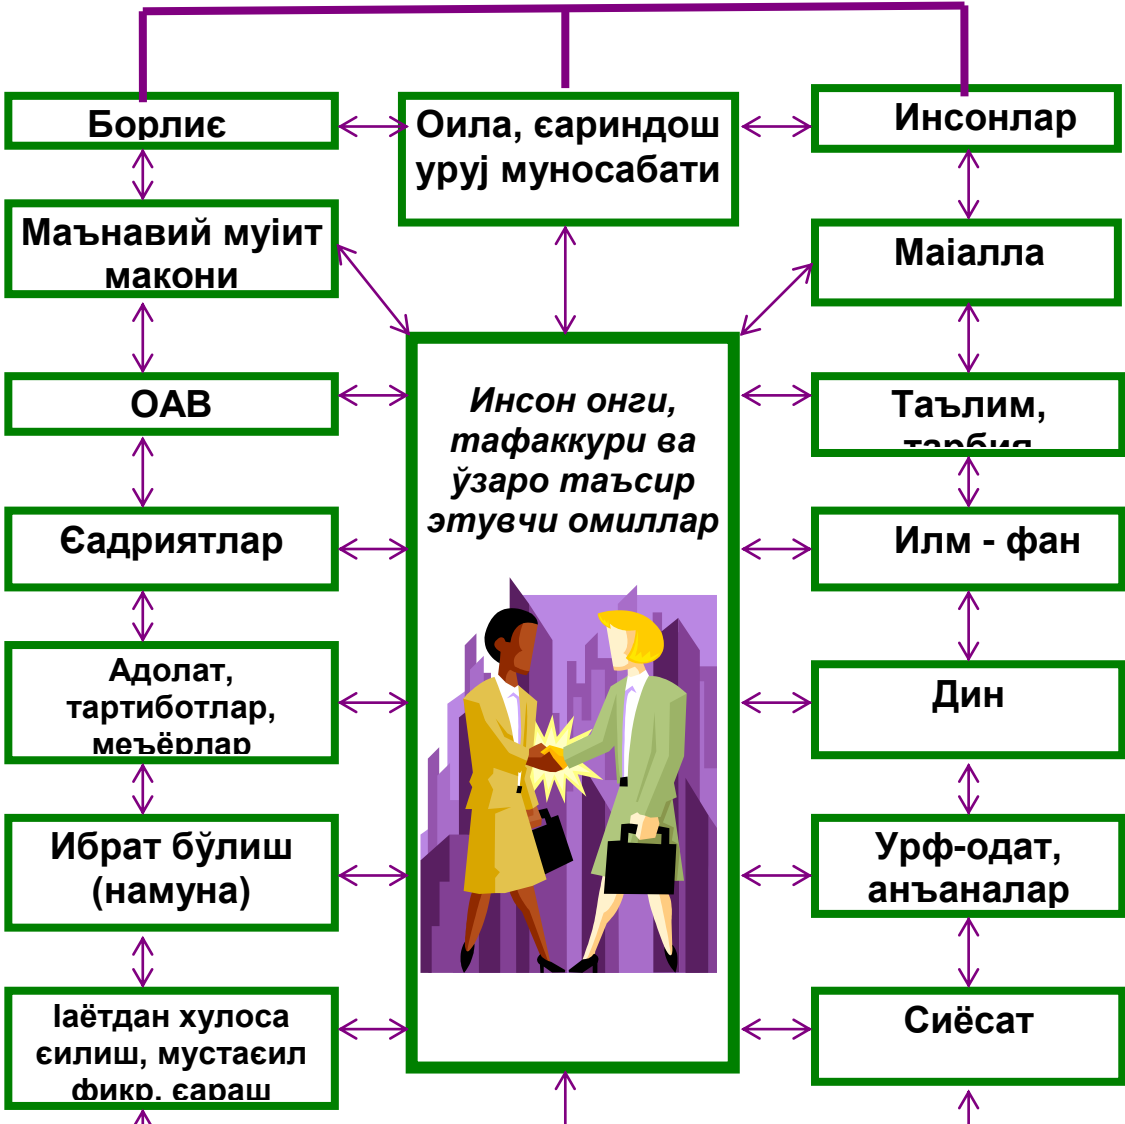 Борлиє
Оила, єариндош
уруј муносабати
Инсонлар
Маънавий муіит
макони
Маіалла
ОАВ
Инсон онги,
тафаккури ва
ўзаро таъсир
этувчи омиллар
Таълим,
тарбия
Єадриятлар
Илм - фан
Адолат,
тартиботлар,
меъёрлар
Дин
Ибрат бўлиш
(намуна)
Урф-одат,
анъаналар
Іаётдан хулоса
єилиш, мустаєил
фикр, єараш
Сиёсат